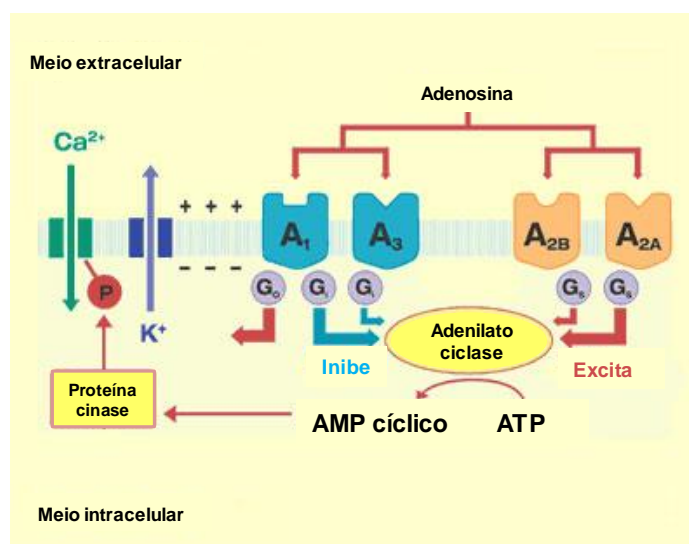 Meio extracelular
Adenosina
Ca²⁺
+ + +
A₁
A₃
A₂B
A₂A
– – –
P
K⁺
Gₒ
Gᵢ
Gᵢ
Gₛ
Gₛ
Adenilato
ciclase
Inibe
Excita
Proteína
cinase
AMP cíclico
ATP
Meio intracelular